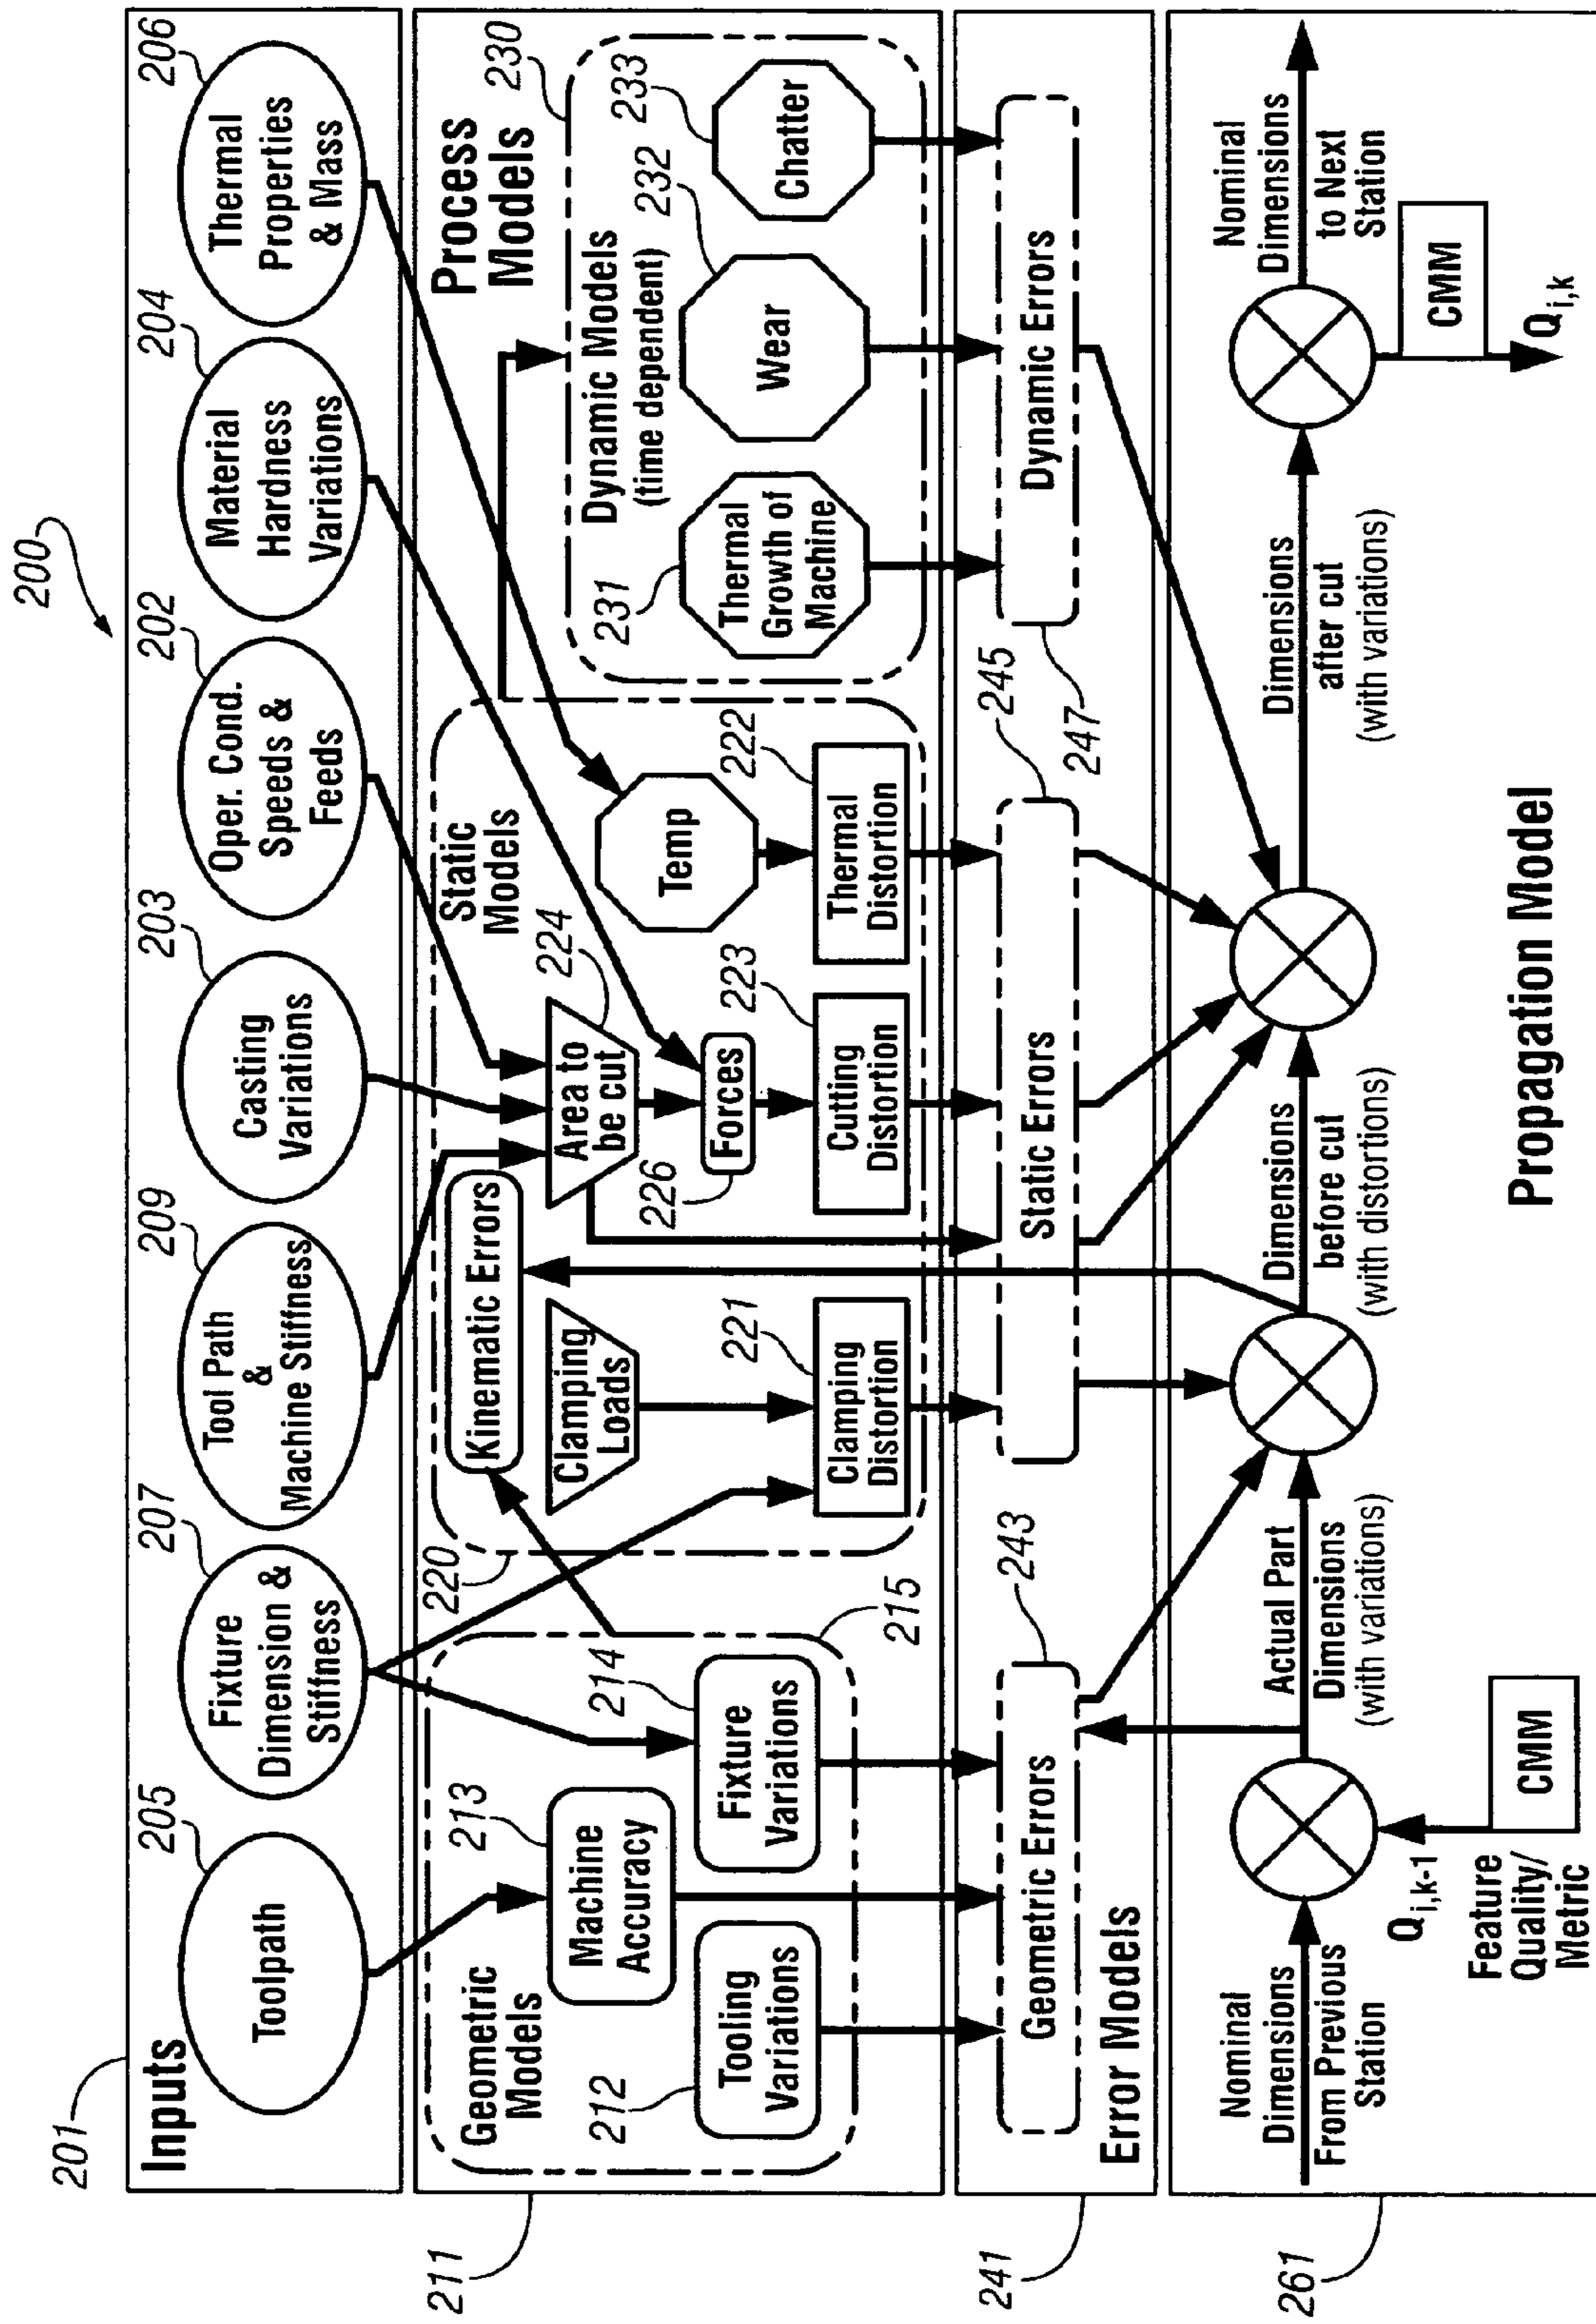 200
201
Inputs
205
Toolpath
207
Fixture
Dimension &
Stiffness
209
Tool Path
&
Machine Stiffness
203
Casting
Variations
202
Oper. Cond.
Speeds &
Feeds
204
Material
Hardness
Variations
206
Thermal
Properties
& Mass
211
Geometric
Models
212
Tooling
Variations
213
Machine
Accuracy
214
Fixture
Variations
215
220
Kinematic Errors
Clamping
Loads
221
Clamping
Distortion
Static
Models
224
Area to
be cut
226
Forces
223
Cutting
Distortion
Temp
222
Thermal
Distortion
Process
Models
230
Dynamic Models
(time dependent)
231
Thermal
Growth of
Machine
232
Wear
233
Chatter
241
Error Models
Geometric Errors
243
Static Errors
245
Dynamic Errors
247
261
Nominal
Dimensions
From Previous
Station
Q i,k-1
Feature
Quality/
Metric
CMM
Actual Part
Dimensions
(with variations)
Dimensions
before cut
(with distortions)
Dimensions
after cut
(with variations)
Nominal
Dimensions
to Next
Station
CMM
Q i,k
Propagation Model